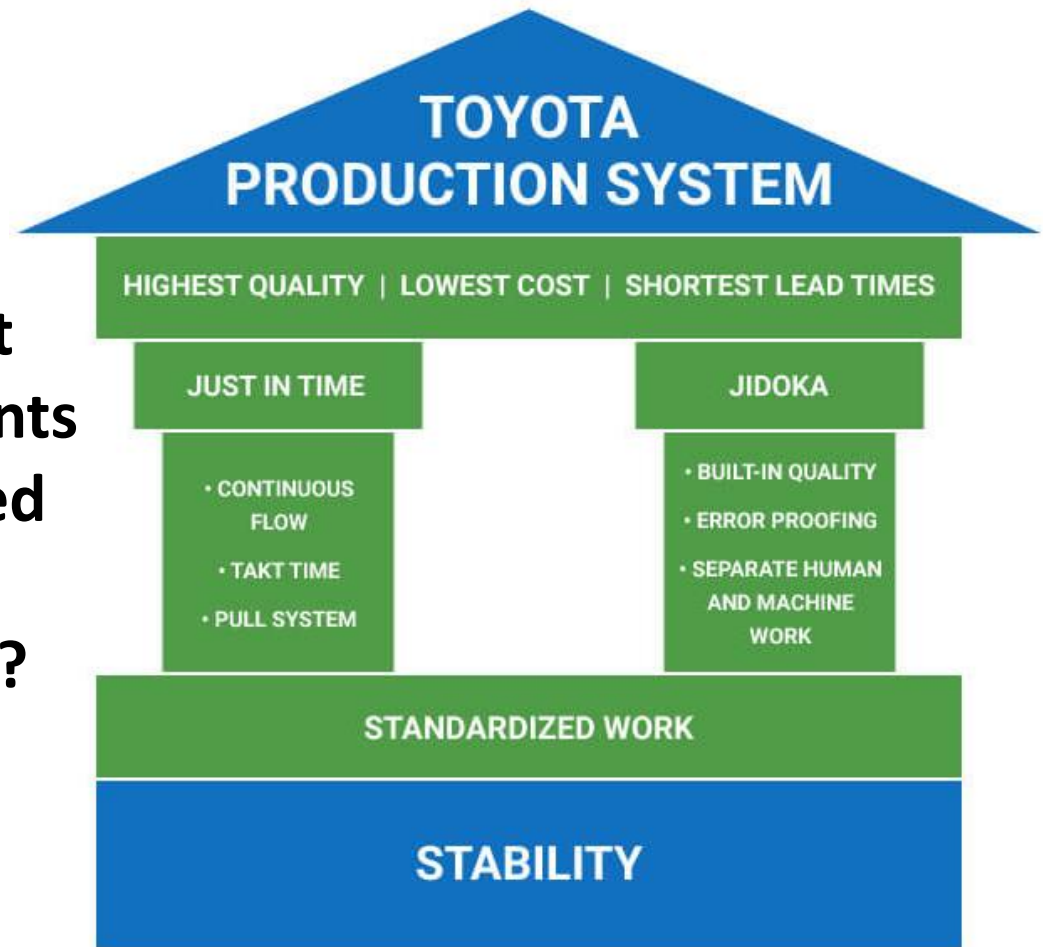 t
nts
ed
?
TOYOTA
PRODUCTION SYSTEM
HIGHEST QUALITY | LOWEST COST | SHORTEST LEAD TIMES
JUST IN TIME
• CONTINUOUS
FLOW
• TAKT TIME
• PULL SYSTEM
JIDOKA
• BUILT-IN QUALITY
• ERROR PROOFING
• SEPARATE HUMAN
AND MACHINE
WORK
STANDARDIZED WORK
STABILITY